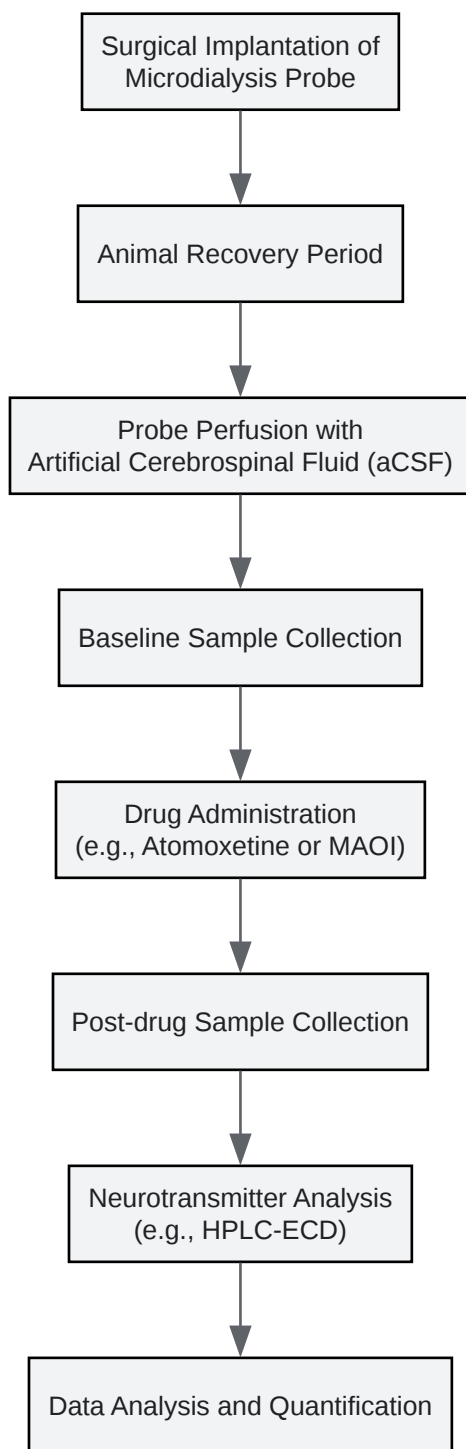 Surgical Implantation of
Microdialysis Probe
Animal Recovery Period
Probe Perfusion with
Artificial Cerebrospinal Fluid (aCSF)
Baseline Sample Collection
Drug Administration
(e.g., Atomoxetine or MAOI)
Post-drug Sample Collection
Neurotransmitter Analysis
(e.g., HPLC-ECD)
Data Analysis and Quantification